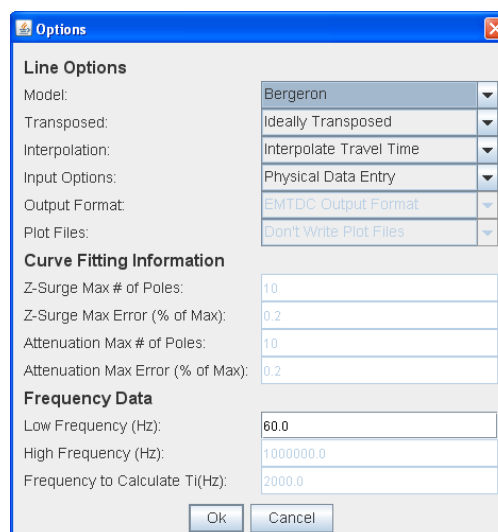 Options
Line Options
Model: Bergeron
Transposed: Ideally Transposed
Interpolation: Interpolate Travel Time
Input Options: Physical Data Entry
Output Format: EMTDC Output Format
Plot Files: Don't Write Plot Files
Curve Fitting Information
Z-Surge Max # of Poles: 10
Z-Surge Max Error (% of Max): 0.2
Attenuation Max # of Poles: 10
Attenuation Max Error (% of Max): 0.2
Frequency Data
Low Frequency (Hz): 60.0
High Frequency (Hz): 1000000.0
Frequency to Calculate Ti(Hz): 2000.0
Ok Cancel